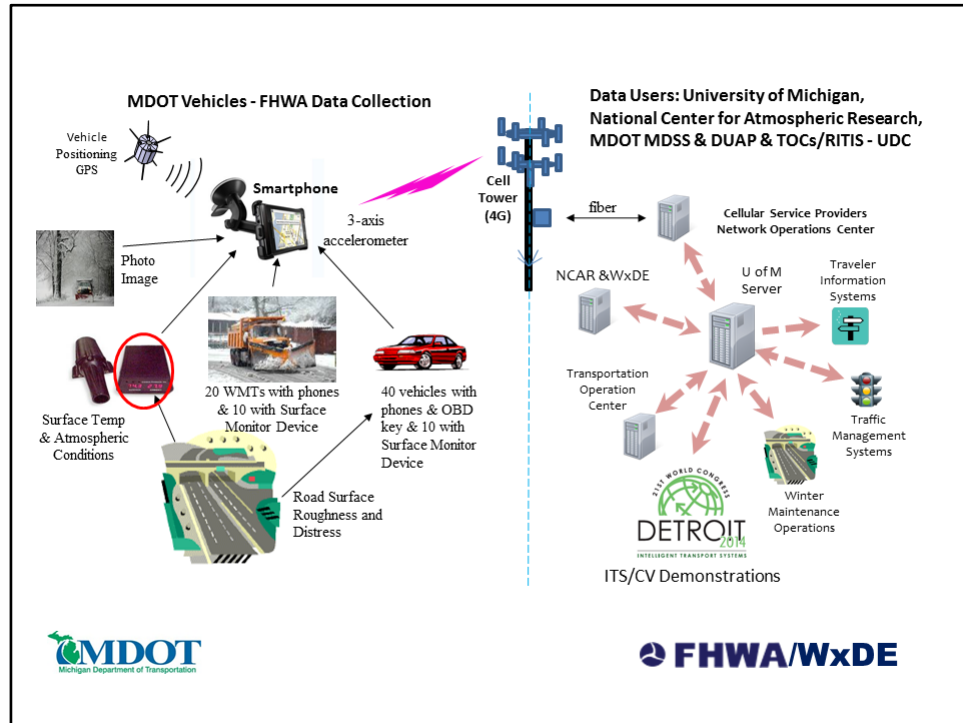 MDOT Vehicles - FHWA Data Collection
Vehicle
Positioning
GPS
Smartphone
3-axis
accelerometer
Photo
Image
Surface Temp
& Atmospheric
Conditions
20 WMTs with phones
& 10 with Surface
Monitor Device
40 vehicles with
phones & OBD
key & 10 with
Surface Monitor
Device
Road Surface
Roughness and
Distress
Cell
Tower
(4G)
Data Users: University of Michigan,
National Center for Atmospheric Research,
MDOT MDSS & DUAP & TOCs/RITIS - UDC
fiber
Cellular Service Providers
Network Operations Center
NCAR &WxDE
U of M
Server
Traveler
Information
Systems
Transportation
Operation
Center
Traffic
Management
Systems
Winter
Maintenance
Operations
21ST WORLD CONGRESS
DETROIT
2014
INTELLIGENT TRANSPORT SYSTEMS
ITS/CV Demonstrations
MDOT
Michigan Department of Transportation
FHWA/WxDE